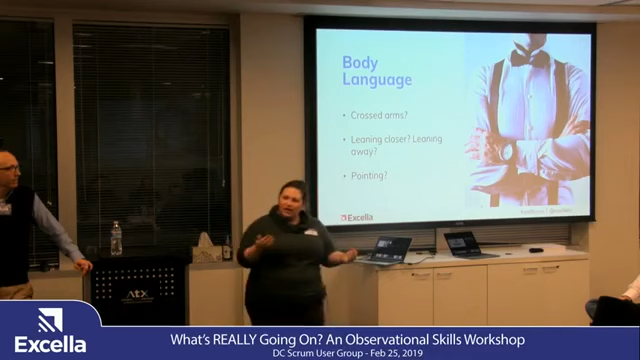 Body
Language
• Crossed arms?
• Leaning closer? Leaning
away?
• Pointing?
Excella
Atx
Excella
What's REALLY Going On? An Observational Skills Workshop
DC Scrum User Group - Feb 25, 2019